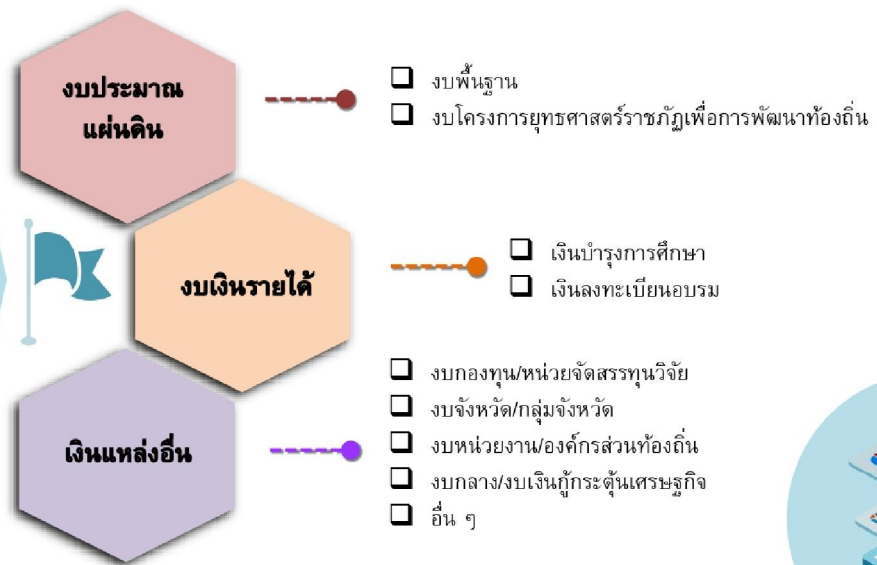 งบประมาณ
แผ่นดิน
งบพื้นฐาน
งบโครงการยุทธศาสตร์ราชภัฏเพื่อการพัฒนาท้องถิ่น
งบเงินรายได้
เงินบำรุงการศึกษา
เงินลงทะเบียนอบรม
เงินแหล่งอื่น
งบกองทุน/หน่วยจัดสรรทุนวิจัย
งบจังหวัด/กลุ่มจังหวัด
งบหน่วยงาน/องค์กรส่วนท้องถิ่น
งบกลาง/งบเงินกู้กระตุ้นเศรษฐกิจ
อื่น ๆ